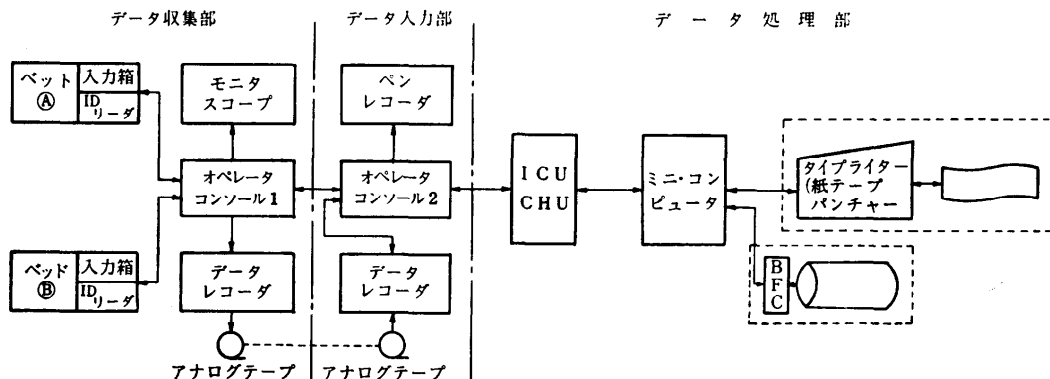 データ収集部
データ入力部
データ処理部
ベット
Ⓐ
入力箱
ID
リーダ
モニタ
スコープ
ペン
レコーダ
オペレータ
コンソール1
オペレータ
コンソール2
ICU
CHU
ミニ・コン
ピュータ
タイプライター
(紙テープ
パンチャー
ベッド
Ⓑ
入力箱
ID
リーダ
データ
レコーダ
データ
レコーダ
B
F
C
アナログテープ
アナログテープ